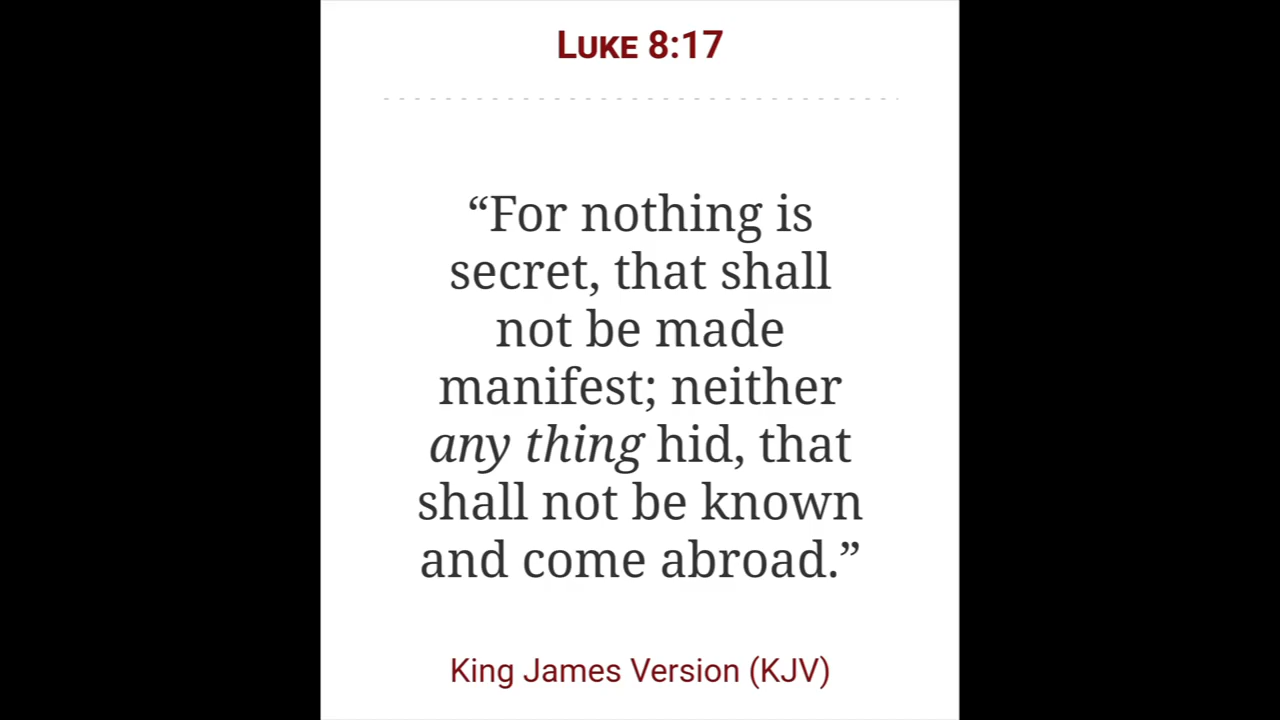 Luke 8:17
“For nothing is
secret, that shall
not be made
manifest; neither
any thing hid, that
shall not be known
and come abroad.”
King James Version (KJV)